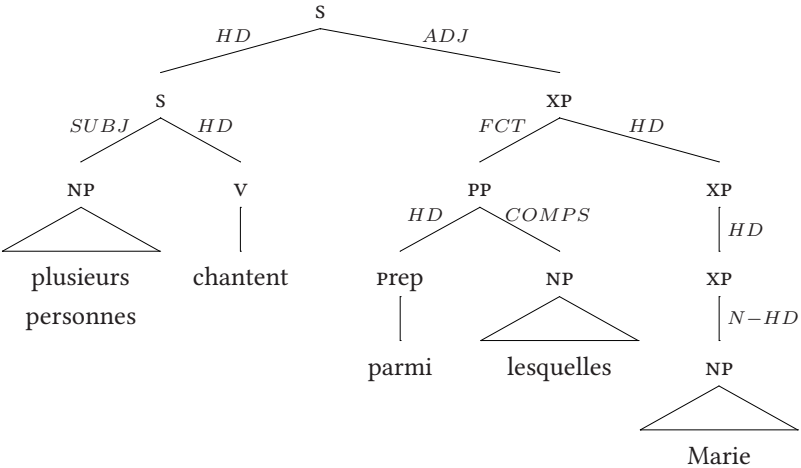 S
HD ADJ
S XP
SUBJ HD FCT HD
NP V PP XP
HD COMPS HD
plusieurs personnes chantent Prep NP XP
N−HD
parmi lesquelles NP
Marie